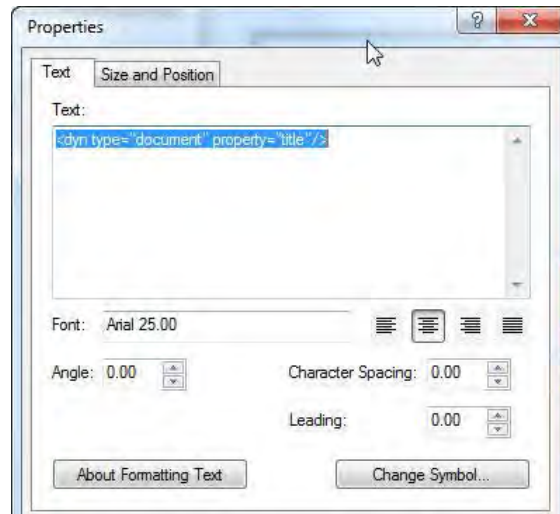 Properties
Text Size and Position
Text:
<dyn type="document" property="title"/>
Font: Arial 25.00
Angle: 0.00 Character Spacing: 0.00
Leading: 0.00
About Formatting Text Change Symbol...